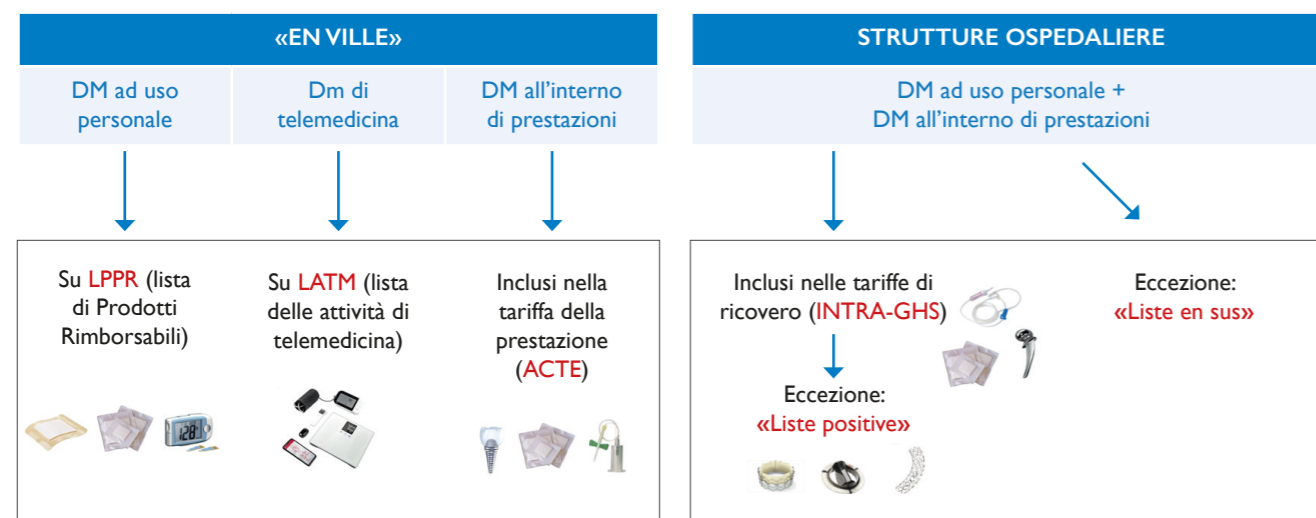 «EN VILLE»
DM ad uso
personale
Dm di
telemedicina
DM all'interno
di prestazioni
Su LPPR (lista
di Prodotti
Rimborsabili)
Su LATM (lista
delle attività di
telemedicina)
Inclusi nella
tariffa della
prestazione
(ACTE)
128
STRUTTURE OSPEDALIERE
DM ad uso personale +
DM all'interno di prestazioni
Inclusi nelle tariffe di
ricovero (INTRA-GHS)
Eccezione:
«Liste positive»
Eccezione:
«Liste en sus»